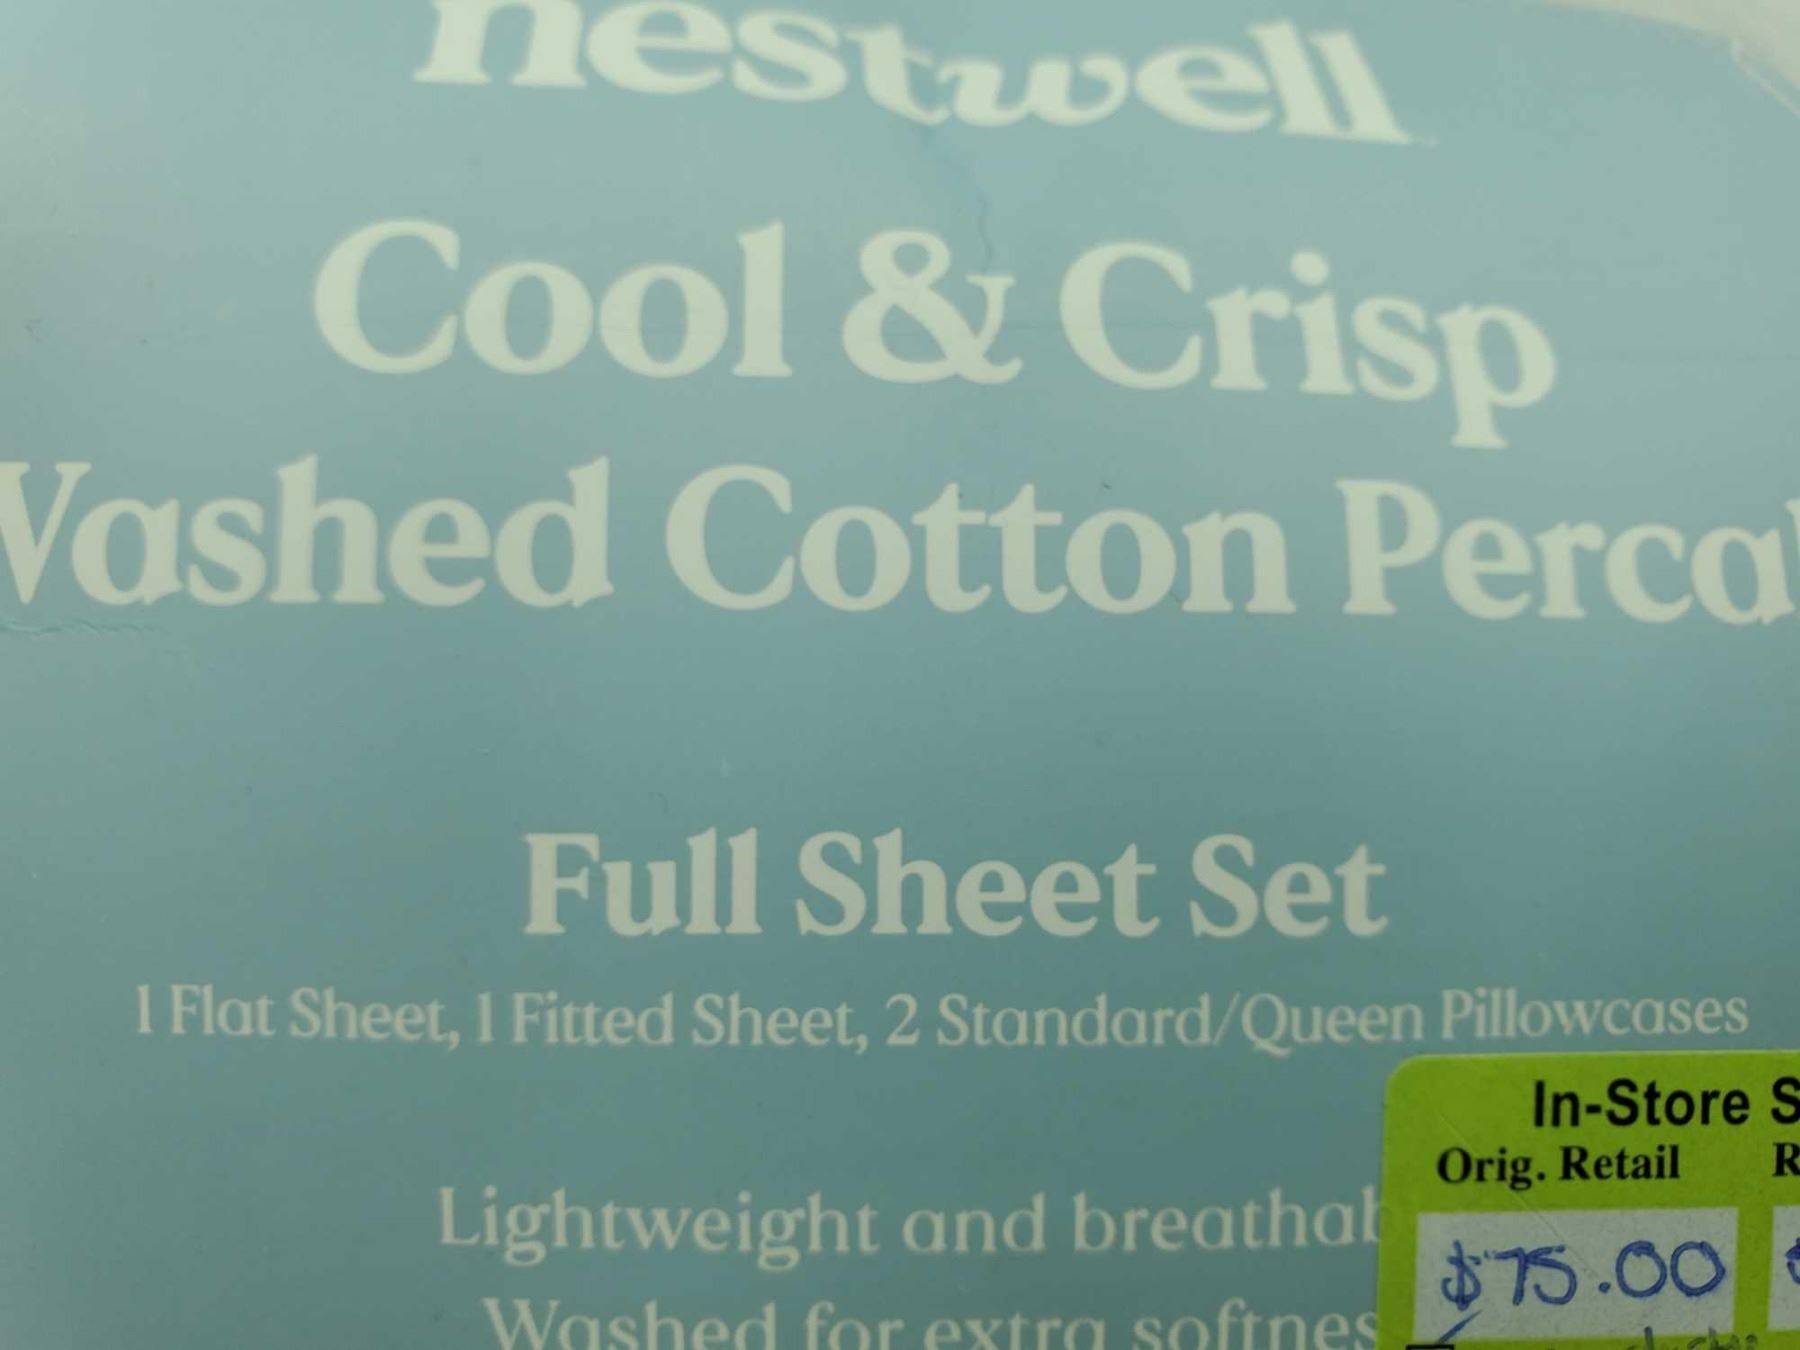 nestwell
Cool & Crisp
Washed Cotton Perca
Full Sheet Set
1 Flat Sheet, 1 Fitted Sheet, 2 Standard/Queen Pillowcases
In-Store S
Orig. Retail R
Lightweight and breathab
$75.00
Washed for extra softnes